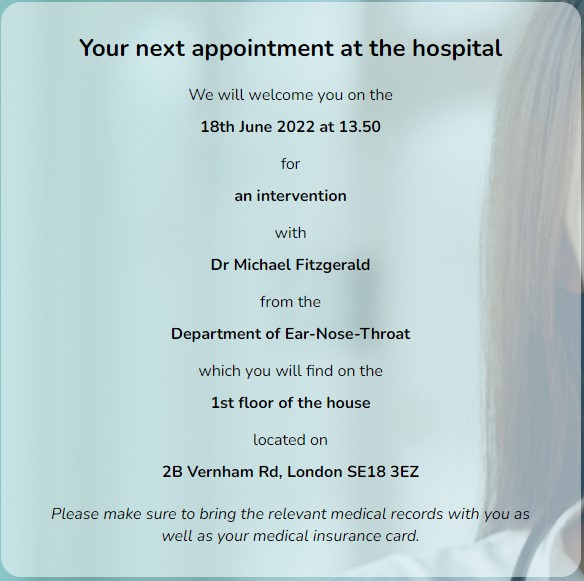 Your next appointment at the hospital
We will welcome you on the
18th June 2022 at 13.50
for
an intervention
with
Dr Michael Fitzgerald
from the
Department of Ear-Nose-Throat
which you will find on the
1st floor of the house
located on
2B Vernham Rd, London SE18 3EZ
Please make sure to bring the relevant medical records with you as
well as your medical insurance card.